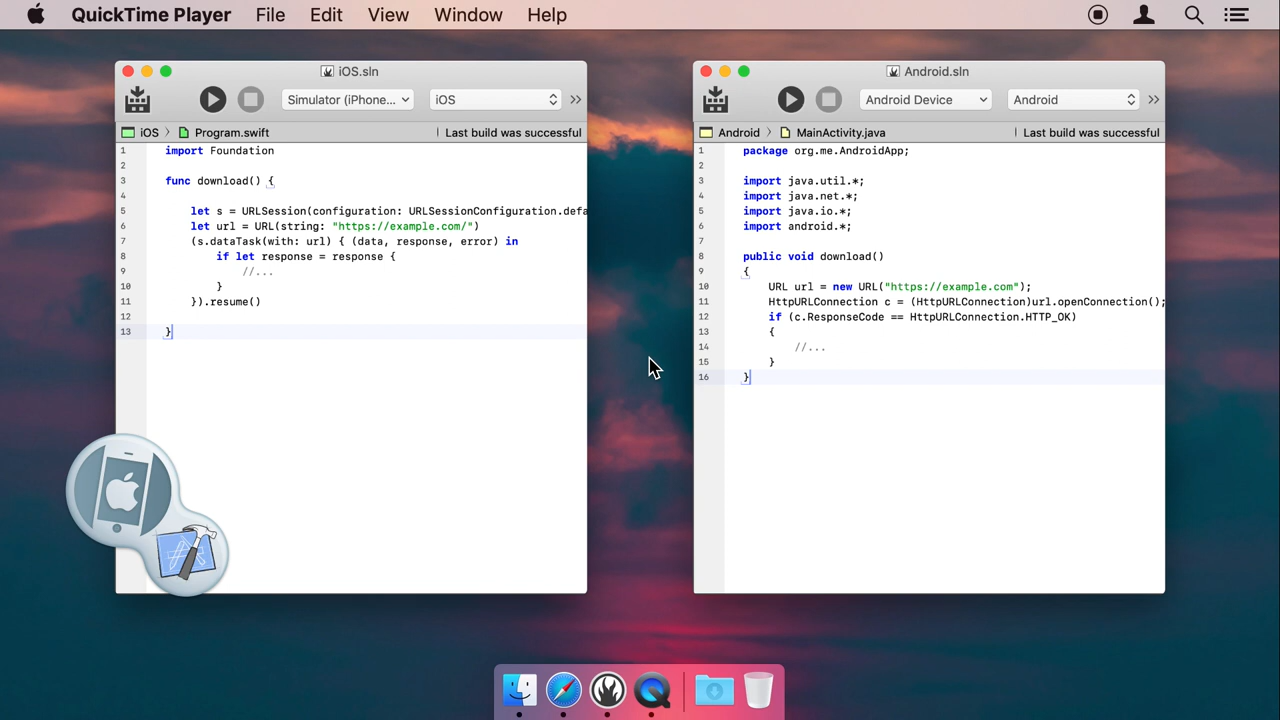 QuickTime Player File Edit View Window Help
iOS.sln
Simulator (iPhone... iOS
iOS Program.swift Last build was successful
1 import Foundation
2
3 func download() {
4
5 let s = URLSession(configuration: URLSessionConfiguration.defa
6 let url = URL(string: "https://example.com/")
7 (s.dataTask(with: url) { (data, response, error) in
8 if let response = response {
9 //...
10 }
11 }).resume()
12
13 }
Android.sln
Android Device Android
Android MainActivity.java Last build was successful
1 package org.me.AndroidApp;
2
3 import java.util.*;
4 import java.net.*;
5 import java.io.*;
6 import android.*;
7
8 public void download()
9 {
10 URL url = new URL("https://example.com");
11 HttpURLConnection c = (HttpURLConnection)url.openConnection();
12 if (c.ResponseCode == HttpURLConnection.HTTP_OK)
13 {
14 //...
15 }
16 }